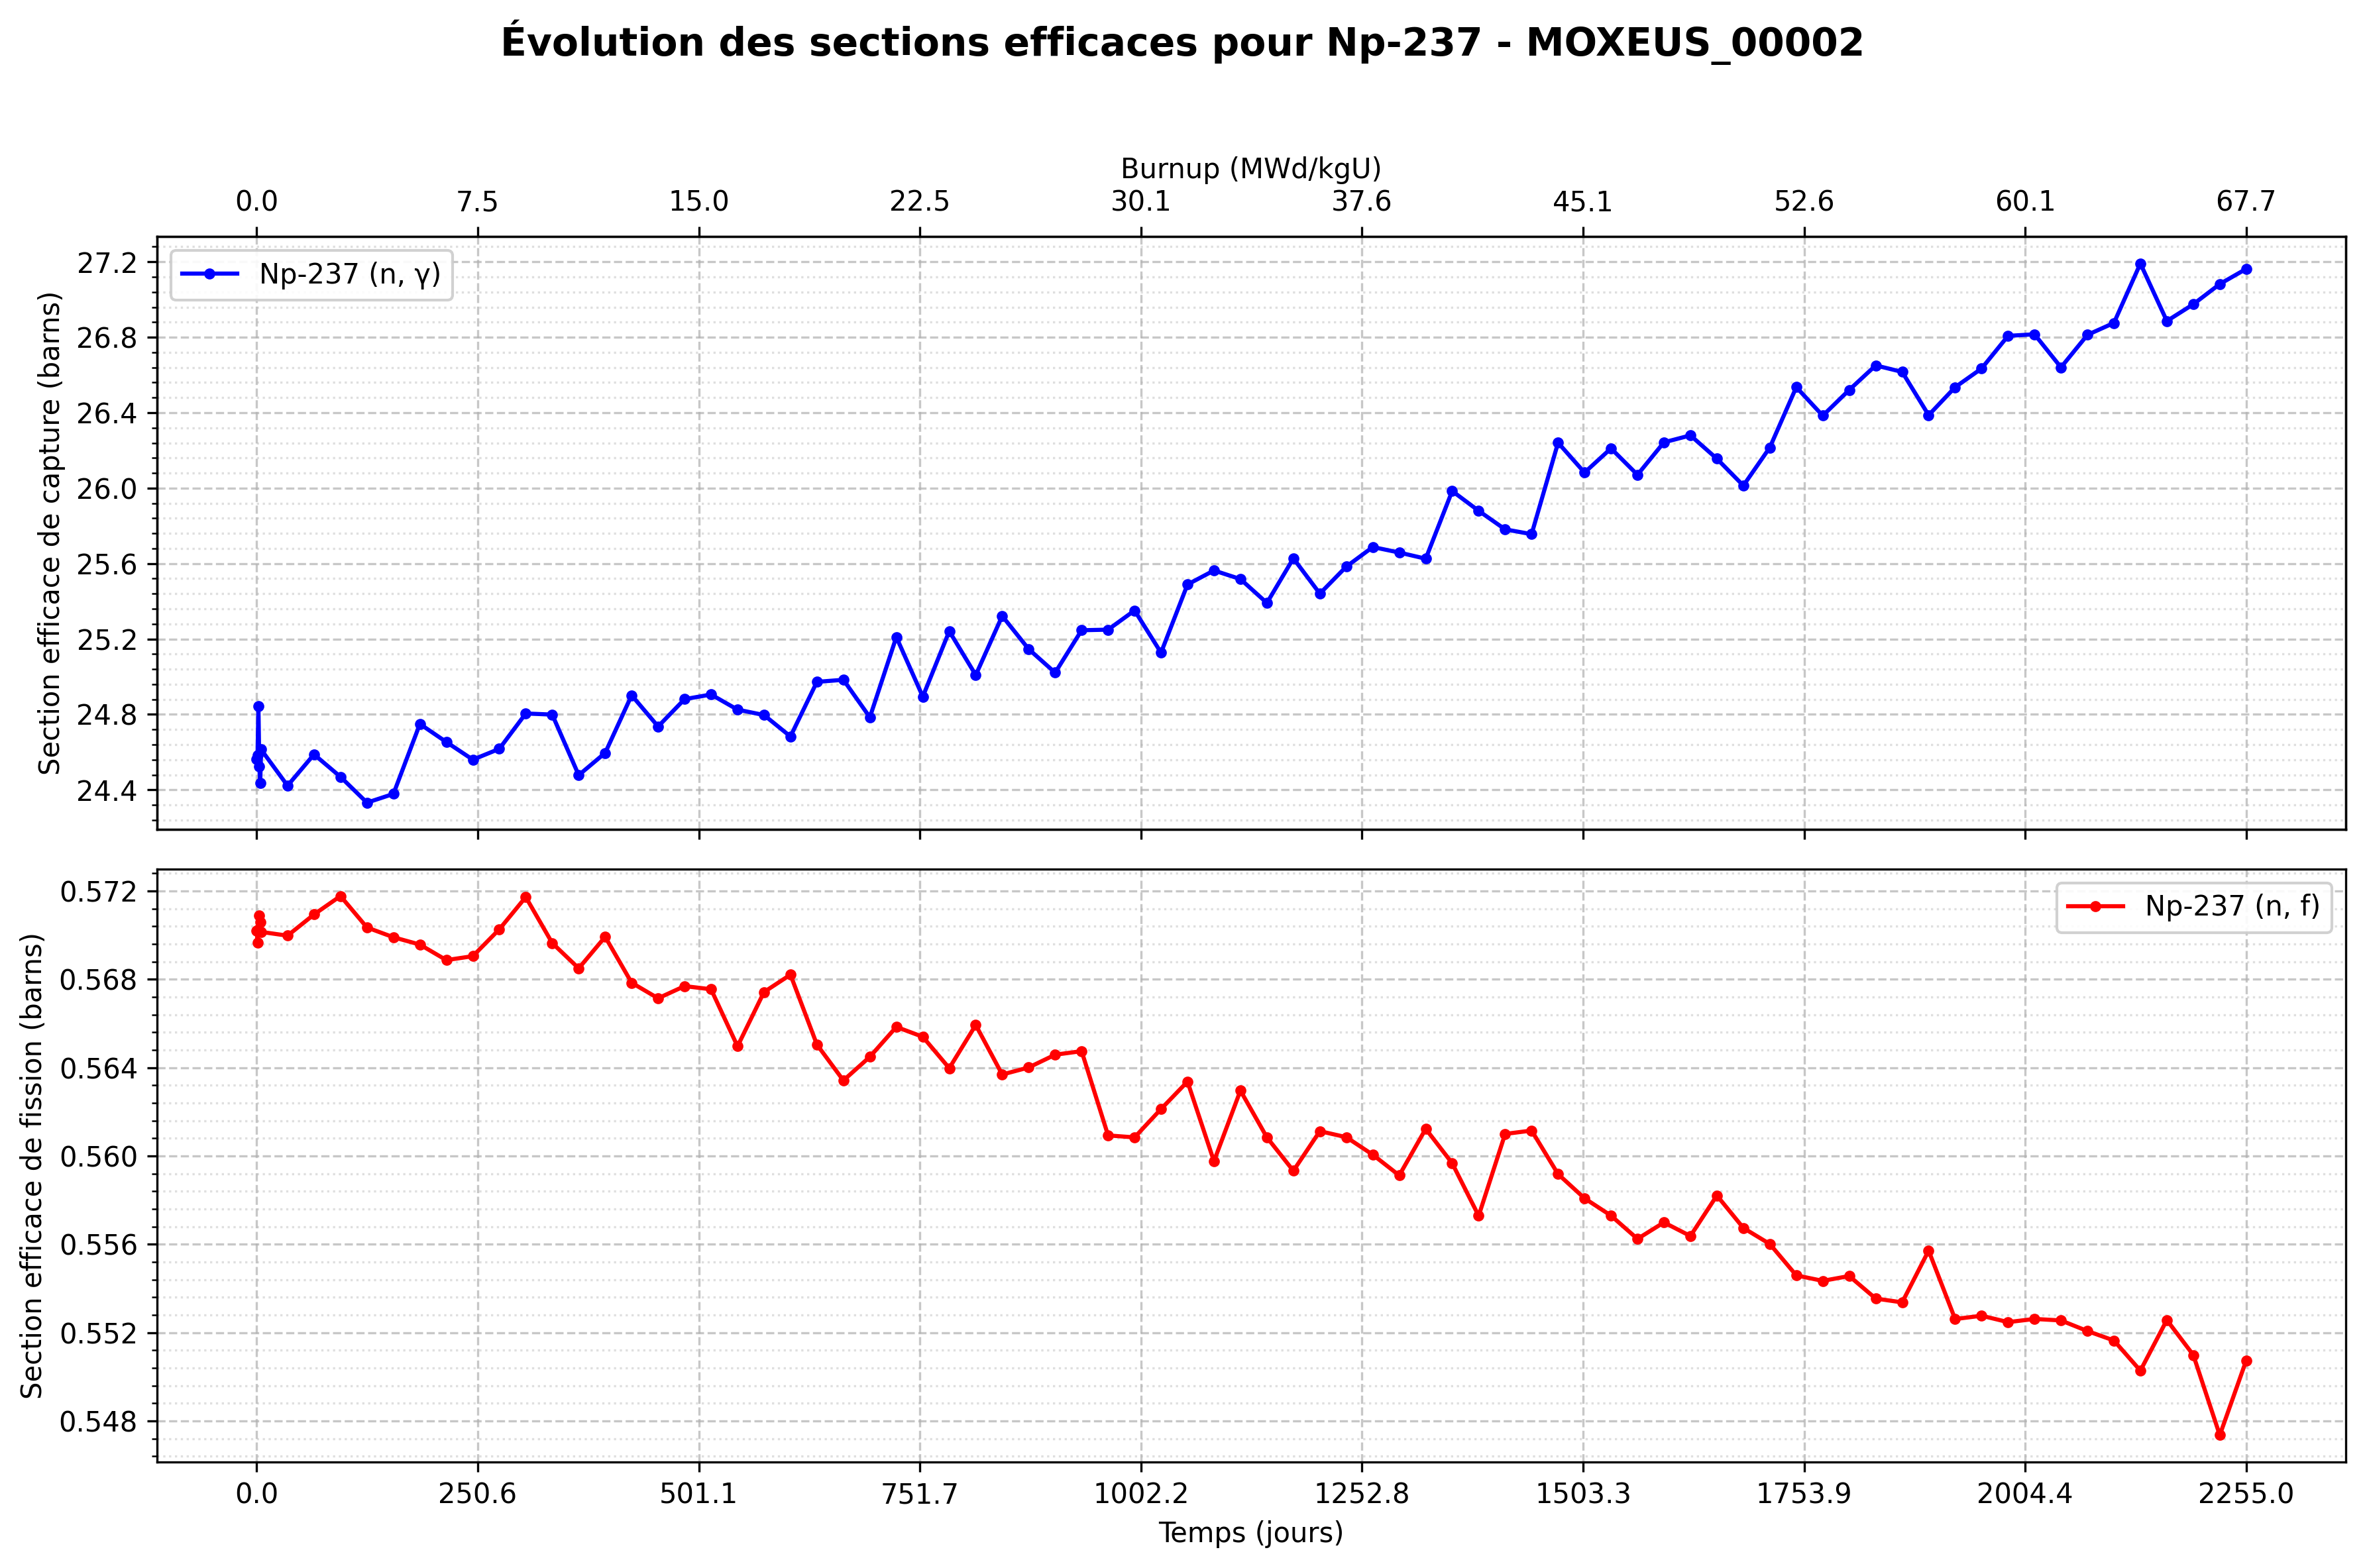 Évolution des sections efficaces pour Np-237 - MOXEUS_00002
Burnup (MWd/kgU)
0.0 7.5 15.0 22.5 30.1 37.6 45.1 52.6 60.1 67.7
Np-237 (n, γ)
Section efficace de capture (barns)
27.2
26.8
26.4
26.0
25.6
25.2
24.8
24.4
Np-237 (n, f)
Section efficace de fission (barns)
0.572
0.568
0.564
0.560
0.556
0.552
0.548
0.0 250.6 501.1 751.7 1002.2 1252.8 1503.3 1753.9 2004.4 2255.0
Temps (jours)